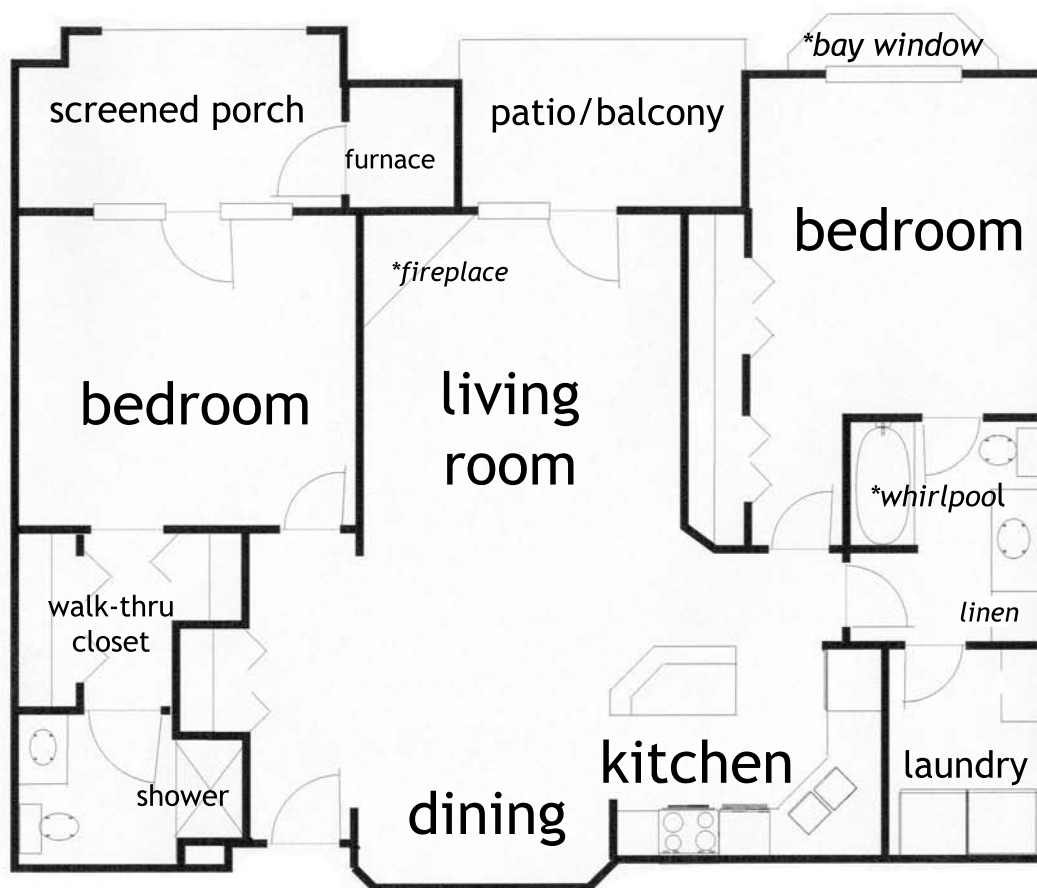 *bay window
screened porch
patio/balcony
furnace
bedroom
*fireplace
bedroom
living
room
*whirlpool
walk-thru
closet
linen
kitchen
laundry
shower
dining